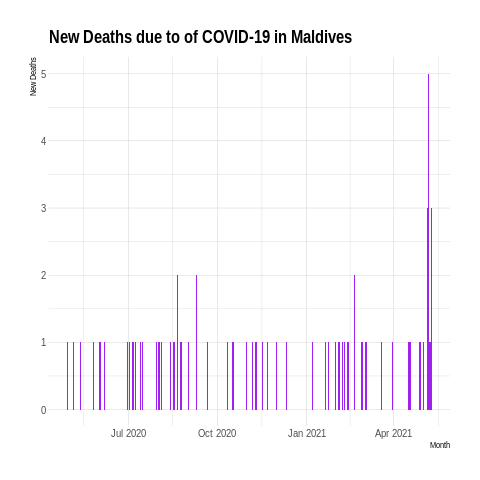 New Deaths due to of COVID-19 in Maldives
New Deaths
5
4
3
2
1
0
Jul 2020 Oct 2020 Jan 2021 Apr 2021
Month